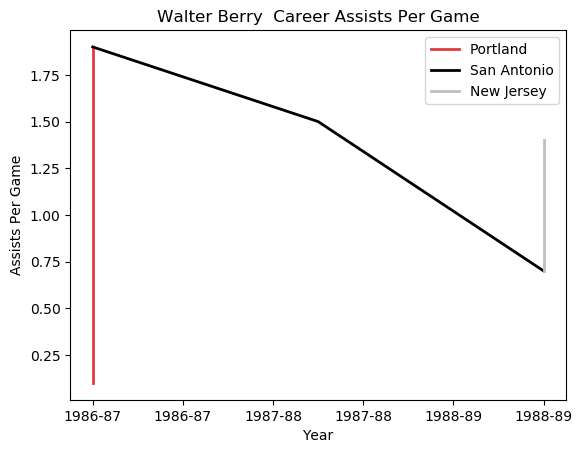 Walter Berry  Career Assists Per Game
Portland
San Antonio
New Jersey
Assists Per Game
1.75
1.50
1.25
1.00
0.75
0.50
0.25
1986-87 1986-87 1987-88 1987-88 1988-89 1988-89
Year